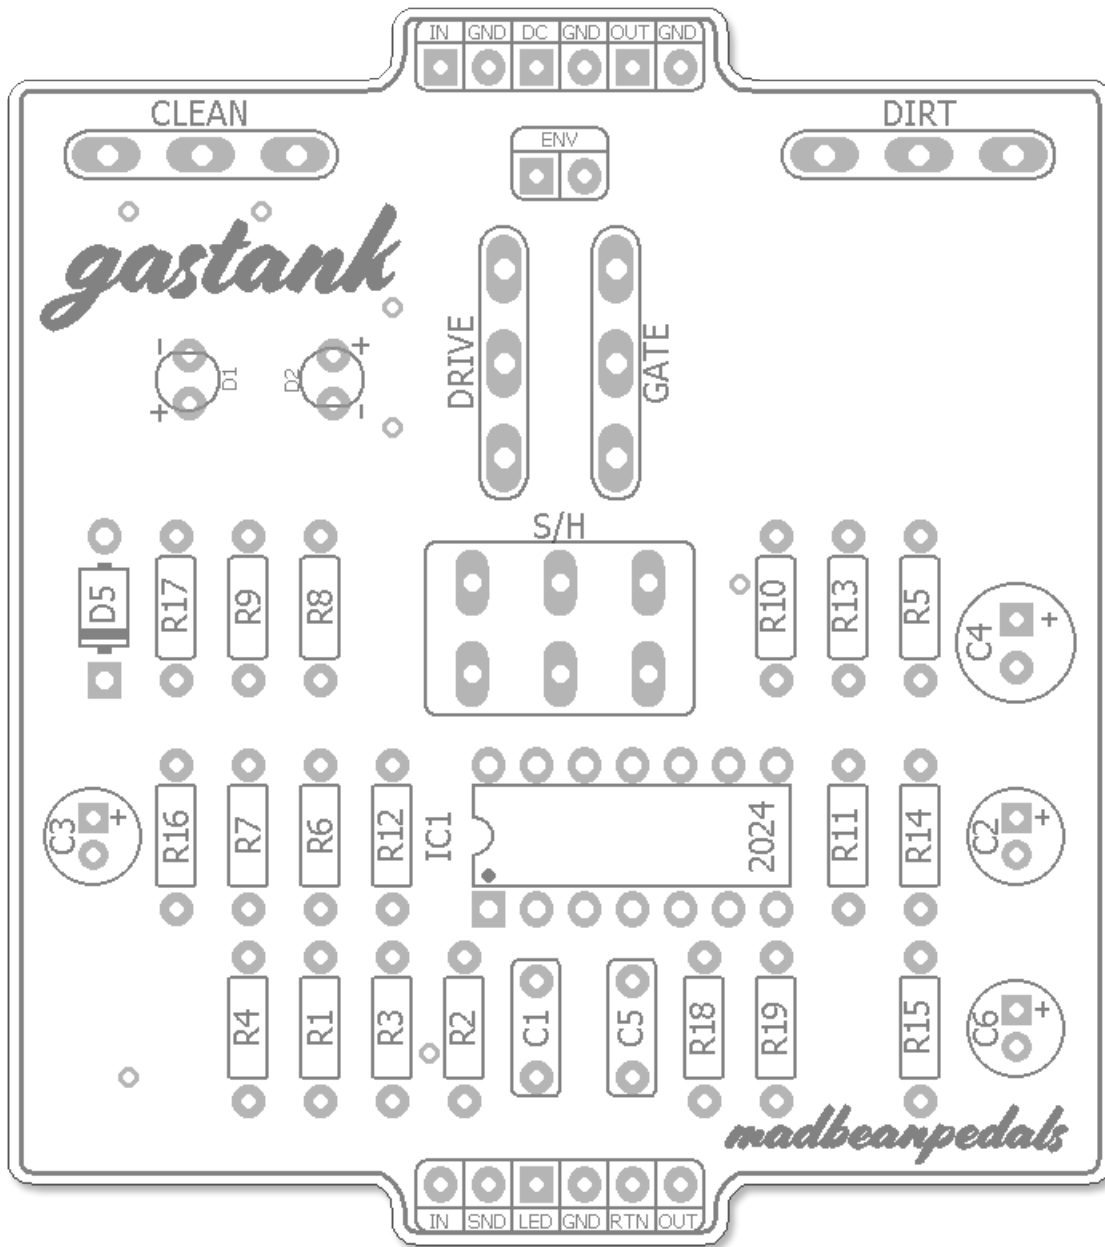 IN GND DC GND OUT GND
CLEAN
DIRT
ENV
gastank
DRIVE
GATE
- D1 +
D2 + -
S/H
D5 R17 R9 R8
R10 R13 R5 C4 +
C3 + R16 R7 R6 R12 IC1 2024 R11 R14 C2 +
R4 R1 R3 R2 C1 C5 R18 R19 R15 C6 +
madbeanpedals
IN SND LED GND RTN OUT